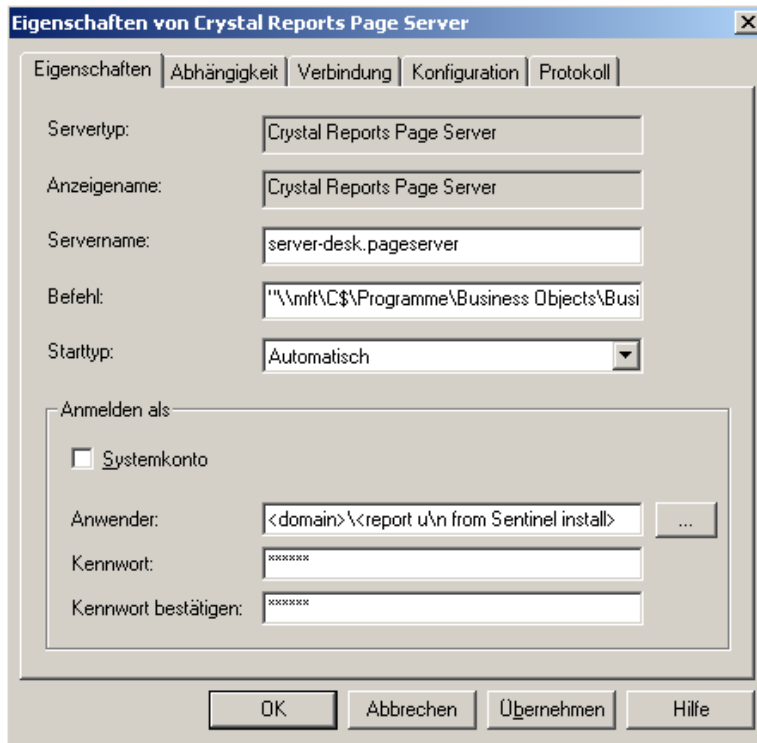 Eigenschaften von Crystal Reports Page Server
Eigenschaften Abhängigkeit Verbindung Konfiguration Protokoll
Servertyp: Crystal Reports Page Server
Anzeigename: Crystal Reports Page Server
Servername: server-desk.pageserver
Befehl: "\\mft\C$\Programme\Business Objects\Busi
Starttyp: Automatisch
Anmelden als
Systemkonto
Anwender: <domain>\<report u\n from Sentinel install> ...
Kennwort: ******
Kennwort bestätigen: ******
OK Abbrechen Übernehmen Hilfe